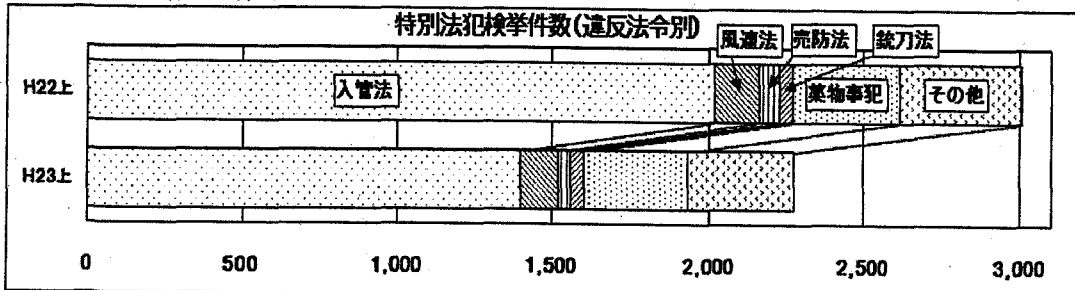 特別法犯検挙件数(違反法令別)
風適法 売防法 銃刀法
H22上 入管法 薬物事犯 その他
H23上
0 500 1,000 1,500 2,000 2,500 3,000